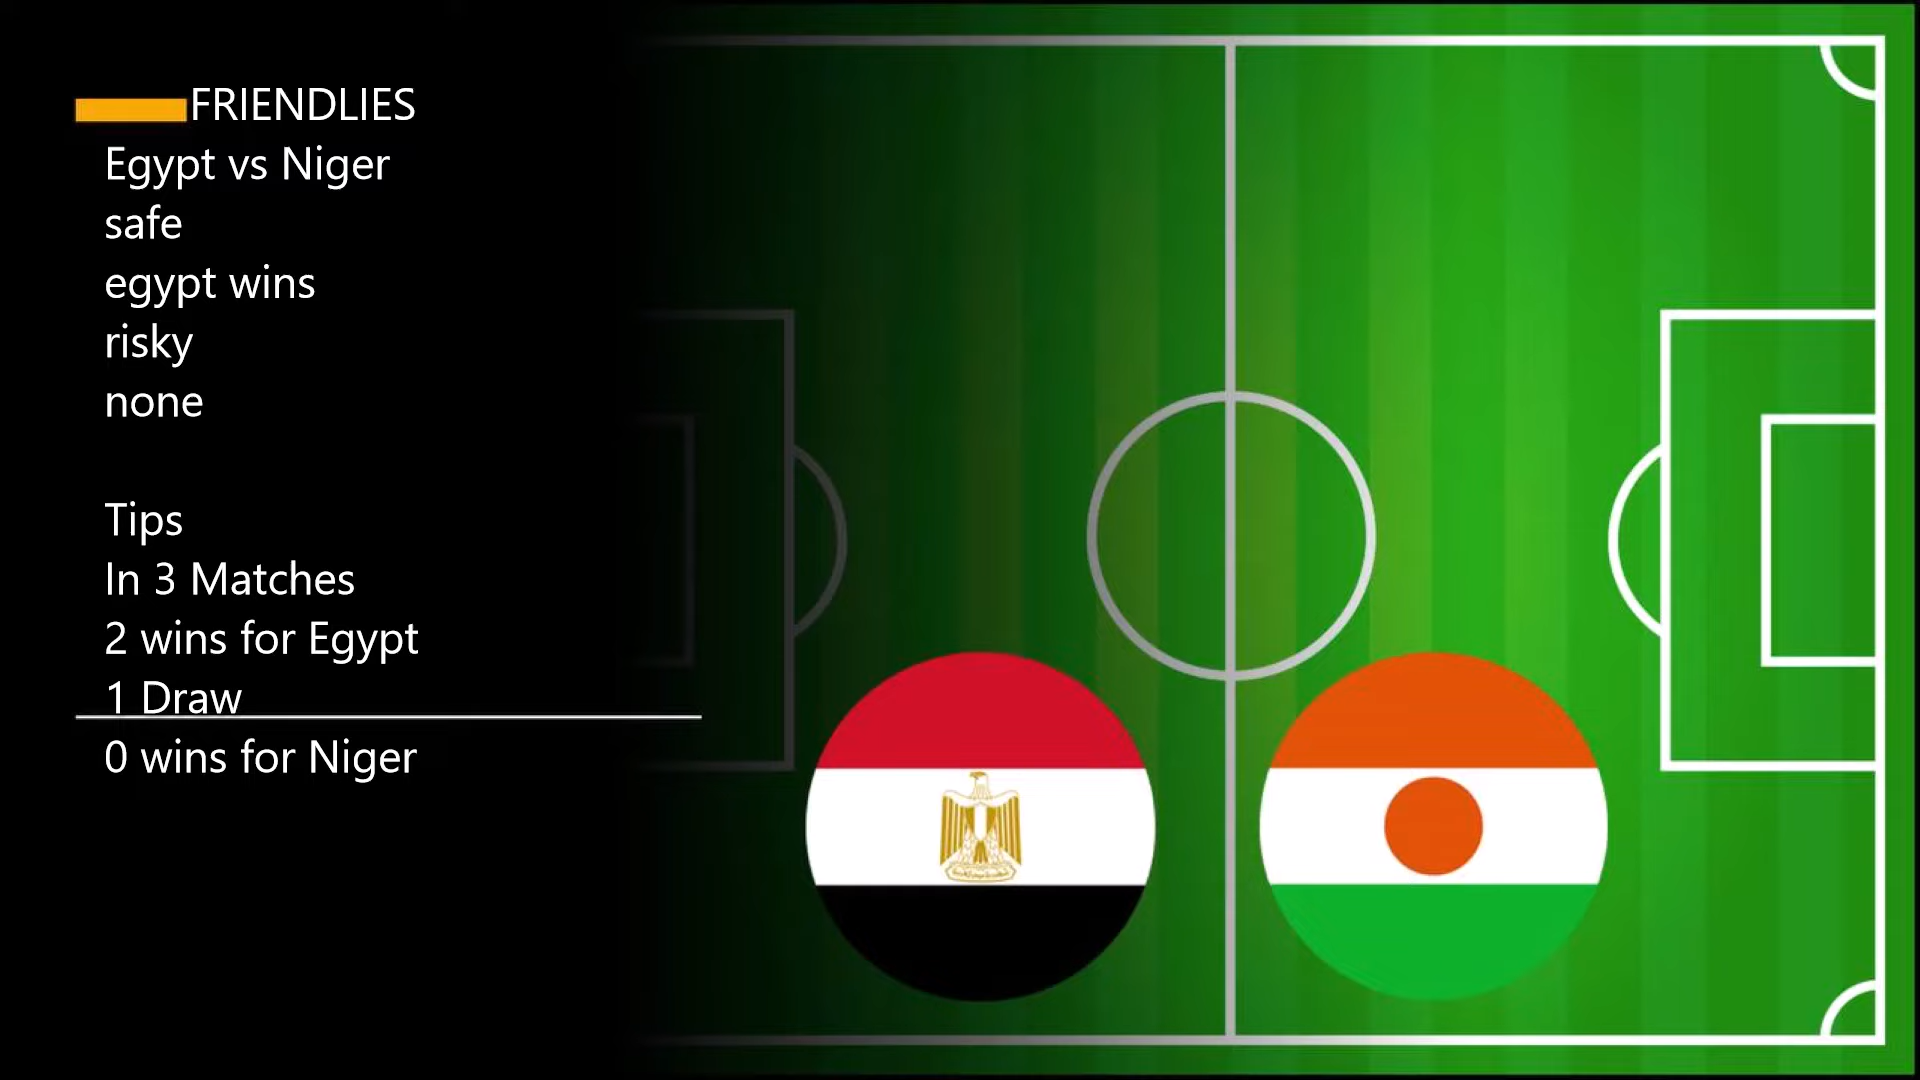 FRIENDLIES
Egypt vs Niger
safe
egypt wins
risky
none
Tips
In 3 Matches
2 wins for Egypt
1 Draw
0 wins for Niger